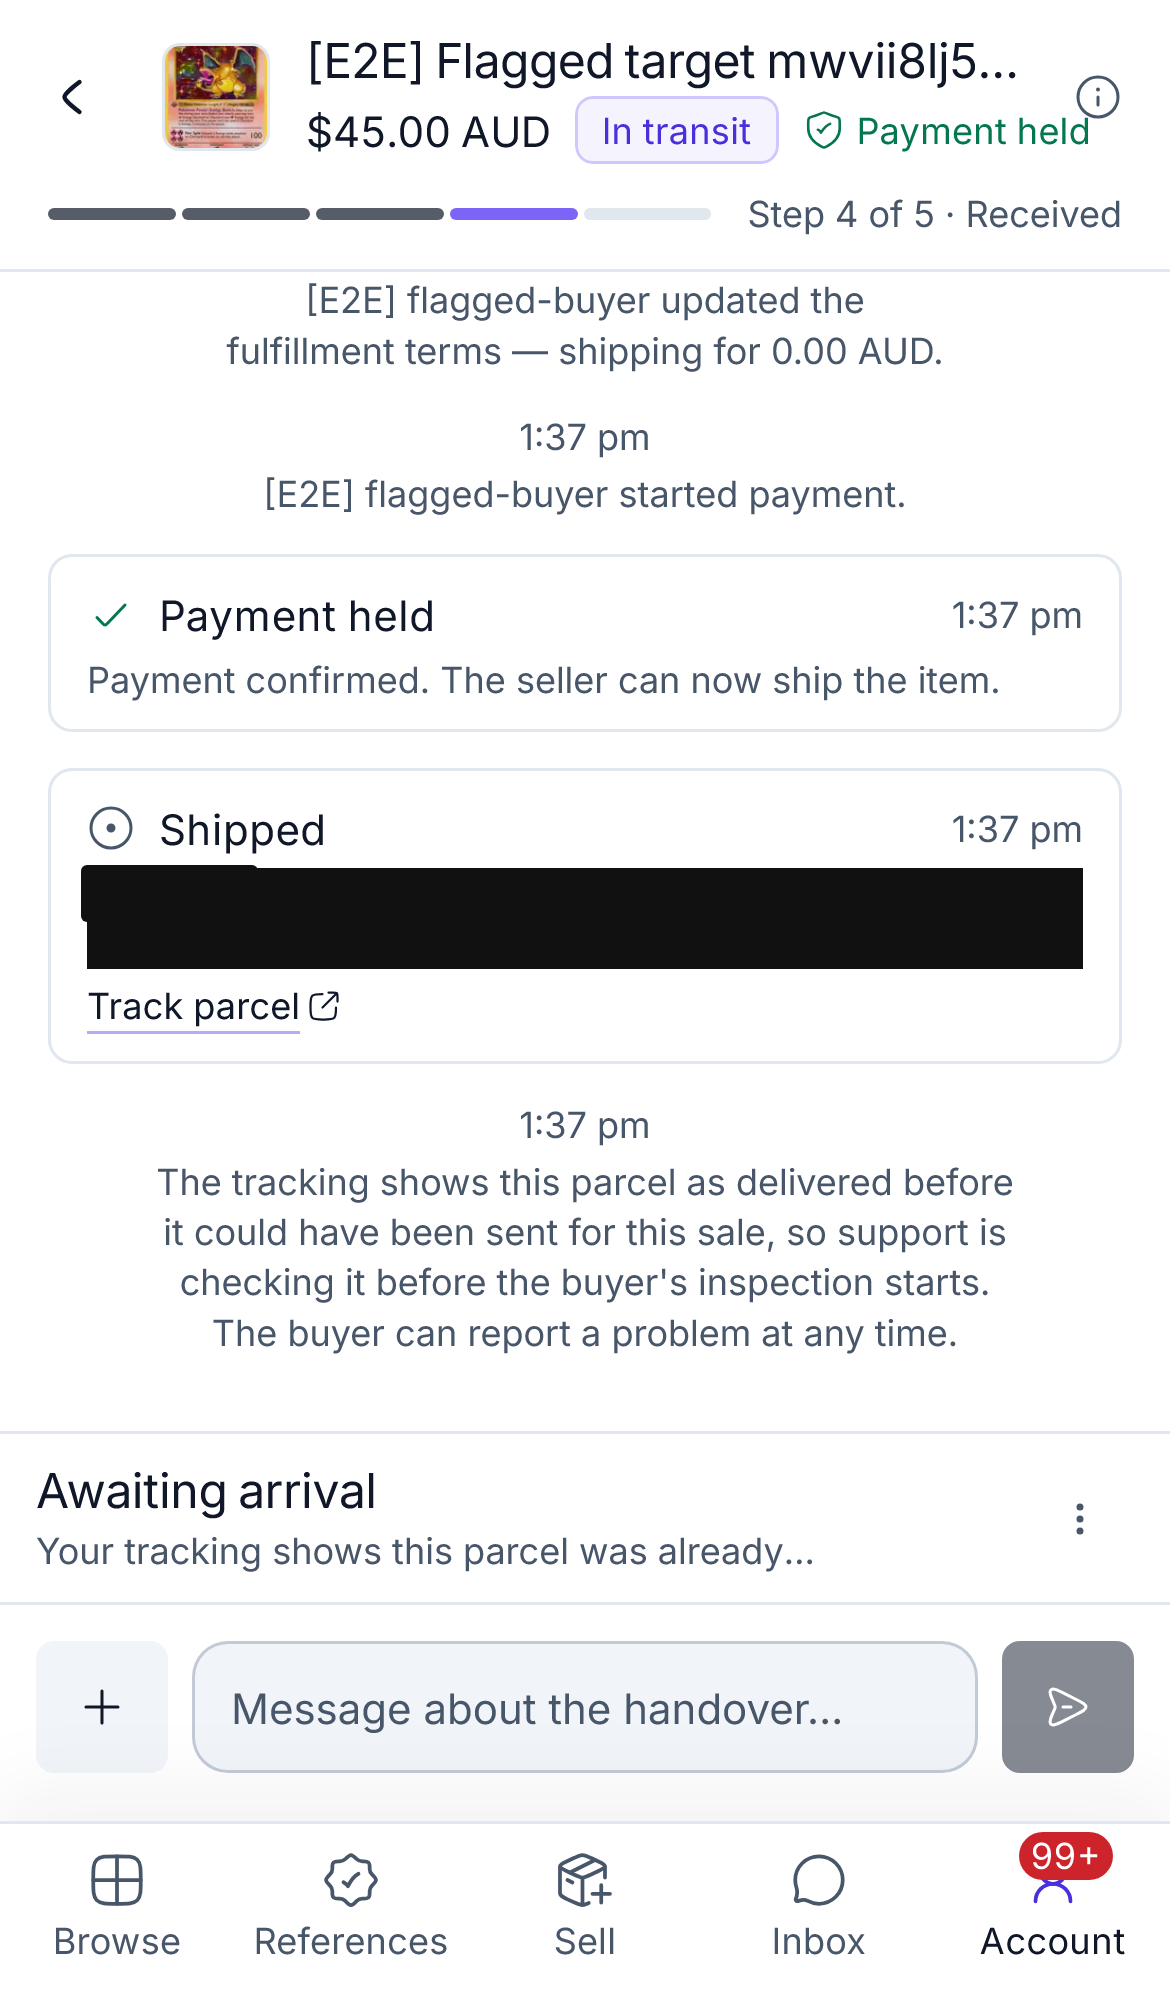 [E2E] Flagged target mwvii8lj5...
$45.00 AUD
In transit
Payment held
Step 4 of 5 · Received
[E2E] flagged-buyer updated the
fulfillment terms — shipping for 0.00 AUD.
1:37 pm
[E2E] flagged-buyer started payment.
Payment held
1:37 pm
Payment confirmed. The seller can now ship the item.
Shipped
1:37 pm
Track parcel
1:37 pm
The tracking shows this parcel as delivered before
it could have been sent for this sale, so support is
checking it before the buyer's inspection starts.
The buyer can report a problem at any time.
Awaiting arrival
Your tracking shows this parcel was already...
Message about the handover...
99+
Browse
References
Sell
Inbox
Account